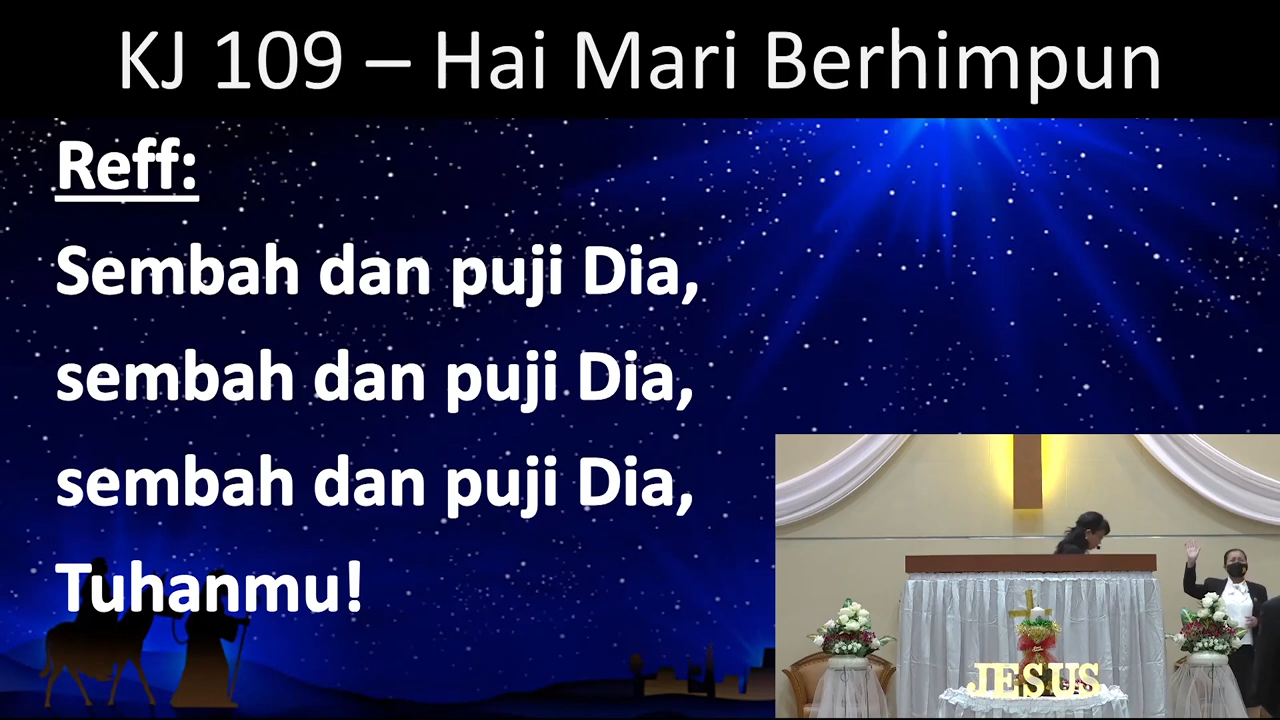 KJ 109 – Hai Mari Berhimpun
Reff:
Sembah dan puji Dia,
sembah dan puji Dia,
sembah dan puji Dia,
Tuhanmu!
JESUS